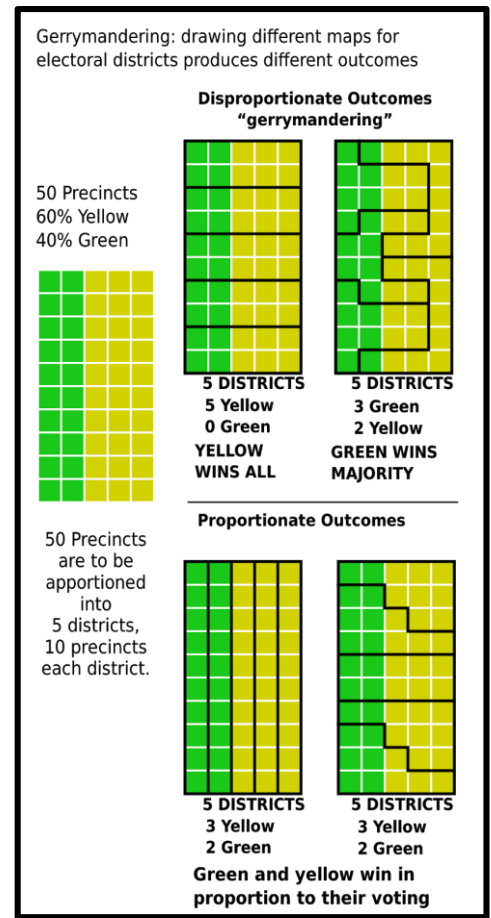 Gerrymandering: drawing different maps for
electoral districts produces different outcomes
Disproportionate Outcomes
“gerrymandering”
50 Precincts
60% Yellow
40% Green
5 DISTRICTS
5 Yellow
0 Green
YELLOW
WINS ALL
5 DISTRICTS
3 Green
2 Yellow
GREEN WINS
MAJORITY
50 Precincts
are to be
apportioned
into
5 districts,
10 precincts
each district.
Proportionate Outcomes
5 DISTRICTS
3 Yellow
2 Green
5 DISTRICTS
3 Yellow
2 Green
Green and yellow win in
proportion to their voting